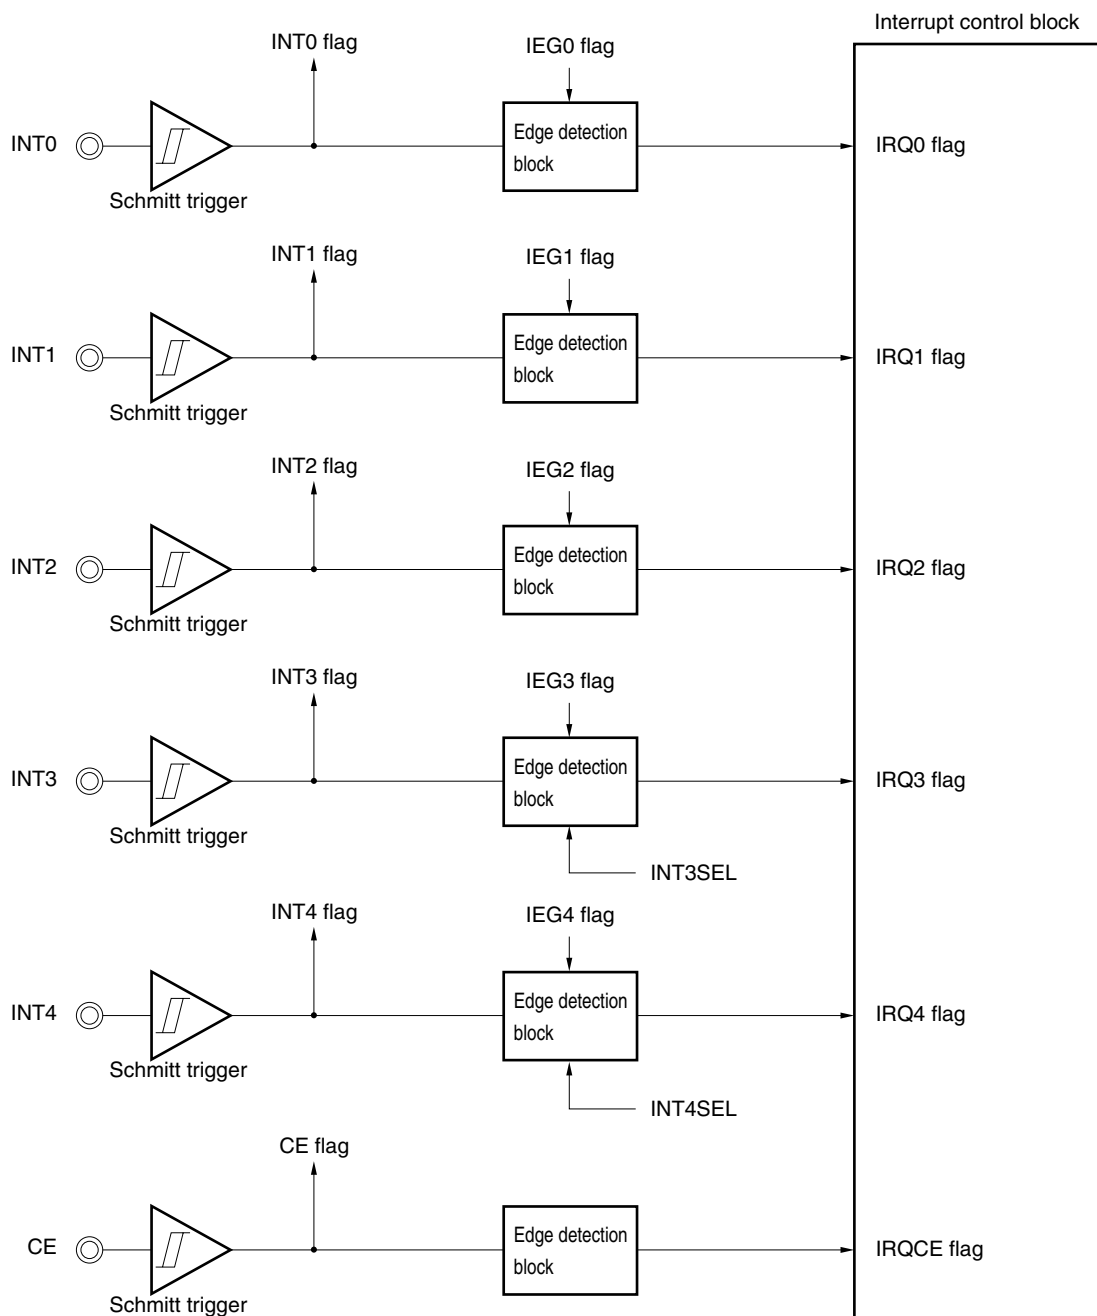 Interrupt control block
INT0 flag
IEG0 flag
INT0
Edge detection
block
IRQ0 flag
Schmitt trigger
INT1 flag
IEG1 flag
INT1
Edge detection
block
IRQ1 flag
Schmitt trigger
INT2 flag
IEG2 flag
INT2
Edge detection
block
IRQ2 flag
Schmitt trigger
INT3 flag
IEG3 flag
INT3
Edge detection
block
IRQ3 flag
Schmitt trigger
INT3SEL
INT4 flag
IEG4 flag
INT4
Edge detection
block
IRQ4 flag
Schmitt trigger
INT4SEL
CE flag
CE
Edge detection
block
IRQCE flag
Schmitt trigger